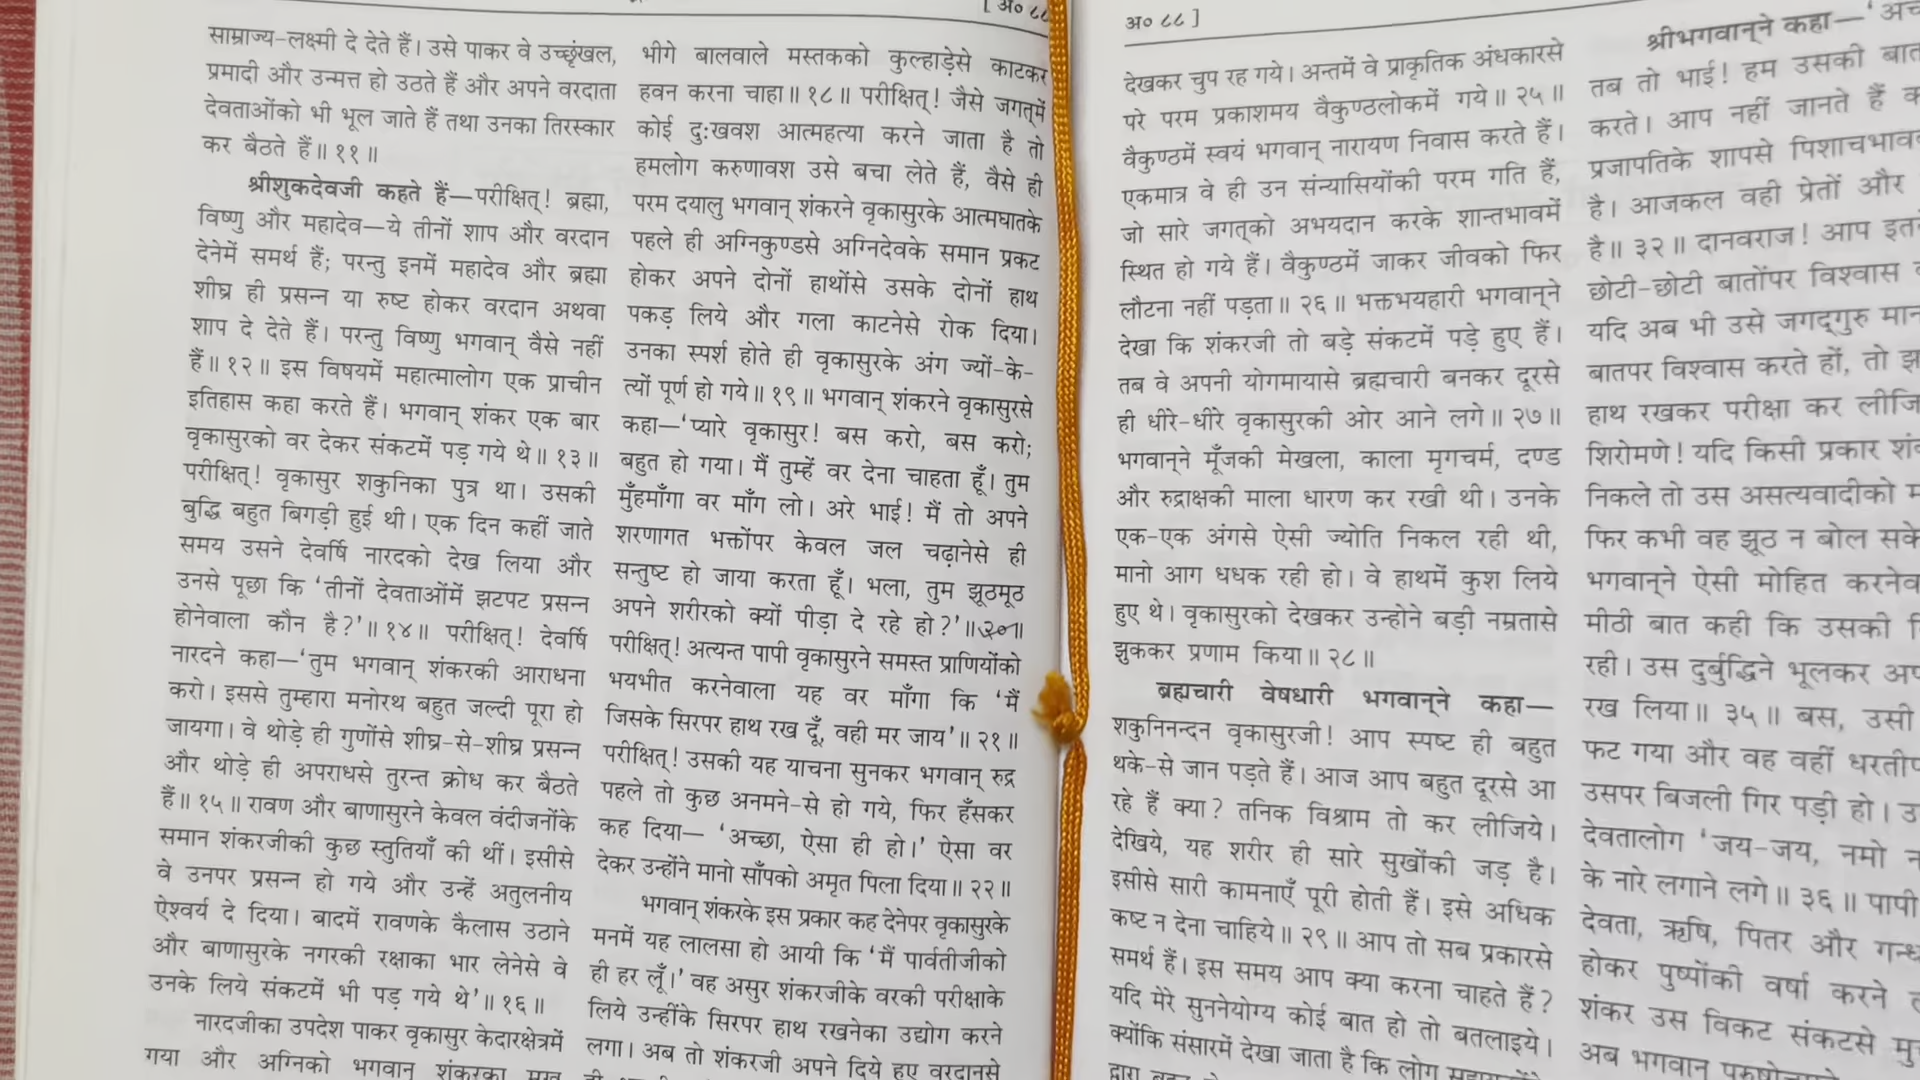 [ अ० ८८
साम्राज्य-लक्ष्मी दे देते हैं। उसे पाकर वे उच्छृंखल,
प्रमादी और उन्मत्त हो उठते हैं और अपने वरदाता
देवताओंको भी भूल जाते हैं तथा उनका तिरस्कार
कर बैठते हैं॥ ११॥
श्रीशुकदेवजी कहते हैं—परीक्षित्! ब्रह्मा,
विष्णु और महादेव—ये तीनों शाप और वरदान
देनेमें समर्थ हैं; परन्तु इनमें महादेव और ब्रह्मा
शीघ्र ही प्रसन्न या रुष्ट होकर वरदान अथवा
शाप दे देते हैं। परन्तु विष्णु भगवान् वैसे नहीं
हैं॥ १२॥ इस विषयमें महात्मालोग एक प्राचीन
इतिहास कहा करते हैं। भगवान् शंकर एक बार
वृकासुरको वर देकर संकटमें पड़ गये थे॥ १३॥
परीक्षित्! वृकासुर शकुनिका पुत्र था। उसकी
बुद्धि बहुत बिगड़ी हुई थी। एक दिन कहीं जाते
समय उसने देवर्षि नारदको देख लिया और
उनसे पूछा कि ‘तीनों देवताओंमें झटपट प्रसन्न
होनेवाला कौन है?’॥ १४॥ परीक्षित्! देवर्षि
नारदने कहा—‘तुम भगवान् शंकरकी आराधना
करो। इससे तुम्हारा मनोरथ बहुत जल्दी पूरा हो
जायगा। वे थोड़े ही गुणोंसे शीघ्र-से-शीघ्र प्रसन्न
और थोड़े ही अपराधसे तुरन्त क्रोध कर बैठते
हैं॥ १५॥ रावण और बाणासुरने केवल वंदीजनोंके
समान शंकरजीकी कुछ स्तुतियाँ की थीं। इसीसे
वे उनपर प्रसन्न हो गये और उन्हें अतुलनीय
ऐश्वर्य दे दिया। बादमें रावणके कैलास उठाने
और बाणासुरके नगरकी रक्षाका भार लेनेसे वे
उनके लिये संकटमें भी पड़ गये थे’॥ १६॥
नारदजीका उपदेश पाकर वृकासुर केदारक्षेत्रमें
गया और अग्निको भगवान् शंकरका मुख
भीगे बालवाले मस्तकको कुल्हाड़ेसे काटकर
हवन करना चाहा॥ १८॥ परीक्षित्! जैसे जगत्में
कोई दुःखवश आत्महत्या करने जाता है तो
हमलोग करुणावश उसे बचा लेते हैं, वैसे ही
परम दयालु भगवान् शंकरने वृकासुरके आत्मघातके
पहले ही अग्निकुण्डसे अग्निदेवके समान प्रकट
होकर अपने दोनों हाथोंसे उसके दोनों हाथ
पकड़ लिये और गला काटनेसे रोक दिया।
उनका स्पर्श होते ही वृकासुरके अंग ज्यों-के-
त्यों पूर्ण हो गये॥ १९॥ भगवान् शंकरने वृकासुरसे
कहा—‘प्यारे वृकासुर! बस करो, बस करो;
बहुत हो गया। मैं तुम्हें वर देना चाहता हूँ। तुम
मुँहमाँगा वर माँग लो। अरे भाई! मैं तो अपने
शरणागत भक्तोंपर केवल जल चढ़ानेसे ही
सन्तुष्ट हो जाया करता हूँ। भला, तुम झूठमूठ
अपने शरीरको क्यों पीड़ा दे रहे हो?’॥२०॥
परीक्षित्! अत्यन्त पापी वृकासुरने समस्त प्राणियोंको
भयभीत करनेवाला यह वर माँगा कि ‘मैं
जिसके सिरपर हाथ रख दूँ, वही मर जाय’॥ २१॥
परीक्षित्! उसकी यह याचना सुनकर भगवान् रुद्र
पहले तो कुछ अनमने-से हो गये, फिर हँसकर
कह दिया— ‘अच्छा, ऐसा ही हो।’ ऐसा वर
देकर उन्होंने मानो साँपको अमृत पिला दिया॥ २२॥
भगवान् शंकरके इस प्रकार कह देनेपर वृकासुरके
मनमें यह लालसा हो आयी कि ‘मैं पार्वतीजीको
ही हर लूँ।’ वह असुर शंकरजीके वरकी परीक्षाके
लिये उन्हींके सिरपर हाथ रखनेका उद्योग करने
लगा। अब तो शंकरजी अपने दिये हुए वरदानसे
अ० ८८ ]
देखकर चुप रह गये। अन्तमें वे प्राकृतिक अंधकारसे
परे परम प्रकाशमय वैकुण्ठलोकमें गये॥ २५॥
वैकुण्ठमें स्वयं भगवान् नारायण निवास करते हैं।
एकमात्र वे ही उन संन्यासियोंकी परम गति हैं,
जो सारे जगत्को अभयदान करके शान्तभावमें
स्थित हो गये हैं। वैकुण्ठमें जाकर जीवको फिर
लौटना नहीं पड़ता॥ २६॥ भक्तभयहारी भगवान्ने
देखा कि शंकरजी तो बड़े संकटमें पड़े हुए हैं।
तब वे अपनी योगमायासे ब्रह्मचारी बनकर दूरसे
ही धीरे-धीरे वृकासुरकी ओर आने लगे॥ २७॥
भगवान्ने मूँजकी मेखला, काला मृगचर्म, दण्ड
और रुद्राक्षकी माला धारण कर रखी थी। उनके
एक-एक अंगसे ऐसी ज्योति निकल रही थी,
मानो आग धधक रही हो। वे हाथमें कुश लिये
हुए थे। वृकासुरको देखकर उन्होंने बड़ी नम्रतासे
झुककर प्रणाम किया॥ २८॥
ब्रह्मचारी वेषधारी भगवान्ने कहा—
शकुनिनन्दन वृकासुरजी! आप स्पष्ट ही बहुत
थके-से जान पड़ते हैं। आज आप बहुत दूरसे आ
रहे हैं क्या? तनिक विश्राम तो कर लीजिये।
देखिये, यह शरीर ही सारे सुखोंकी जड़ है।
इसीसे सारी कामनाएँ पूरी होती हैं। इसे अधिक
कष्ट न देना चाहिये॥ २९॥ आप तो सब प्रकारसे
समर्थ हैं। इस समय आप क्या करना चाहते हैं?
यदि मेरे सुननेयोग्य कोई बात हो तो बतलाइये।
क्योंकि संसारमें देखा जाता है कि लोग
श्रीभगवान्ने कहा—
तब तो भाई! हम उसकी बात
करते। आप नहीं जानते हैं
प्रजापतिके शापसे
है। आजकल वही प्रेतों और
है॥ ३२॥ दानवराज! आप
छोटी-छोटी बातोंपर विश्वास
यदि अब भी उसे जगद्गुरु
बातपर विश्वास करते हों, तो
हाथ रखकर परीक्षा कर
शिरोमणे! यदि किसी प्रकार
निकले तो उस असत्यवादीको
फिर कभी वह झूठ न बोल
भगवान्ने ऐसी मोहित
मीठी बात कही कि उसकी
रही। उस दुर्बुद्धिने भूलकर
रख लिया॥ ३५॥ बस, उसी
फट गया और वह वहीं
उसपर बिजली गिर पड़ी हो।
देवतालोग ‘जय-जय, नमो
के नारे लगाने लगे॥ ३६॥ पापी
देवता, ऋषि, पितर और
होकर पुष्पोंकी वर्षा करने
शंकर उस विकट संकटसे
अब भगवान्